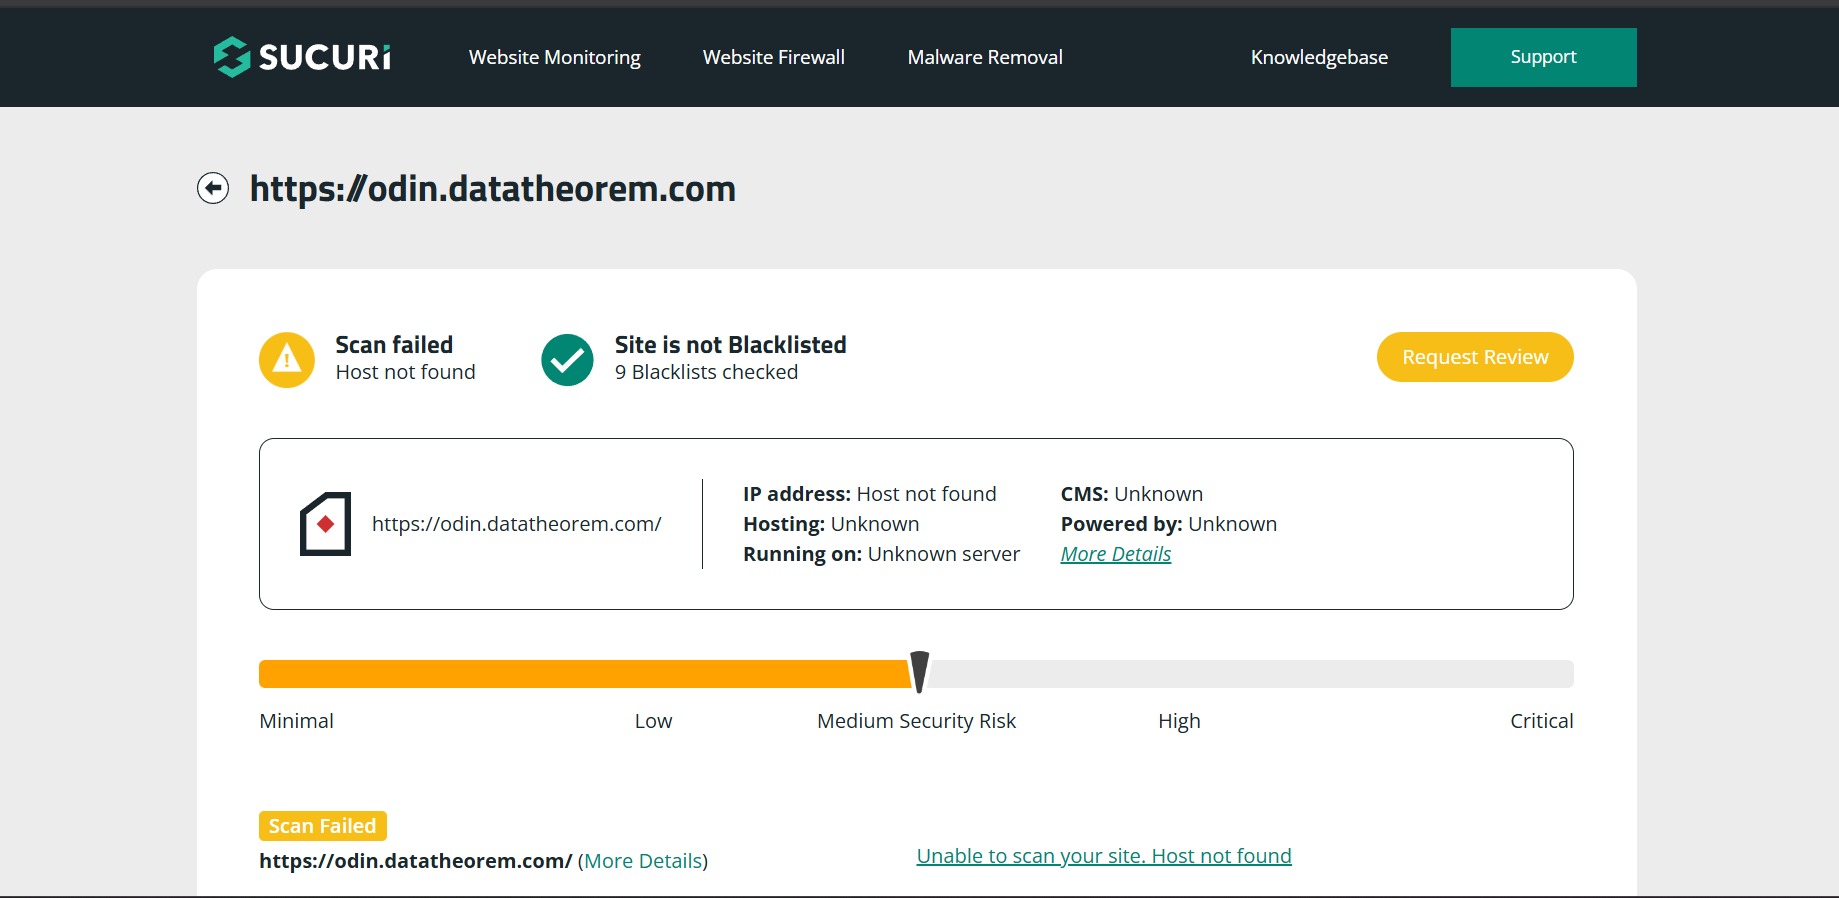 SUCURi Website Monitoring Website Firewall Malware Removal Knowledgebase Support
https://odin.datatheorem.com
Scan failed
Host not found
Site is not Blacklisted
9 Blacklists checked
Request Review
https://odin.datatheorem.com/
IP address: Host not found
Hosting: Unknown
Running on: Unknown server
CMS: Unknown
Powered by: Unknown
More Details
Minimal Low Medium Security Risk High Critical
Scan Failed
https://odin.datatheorem.com/ (More Details)
Unable to scan your site. Host not found